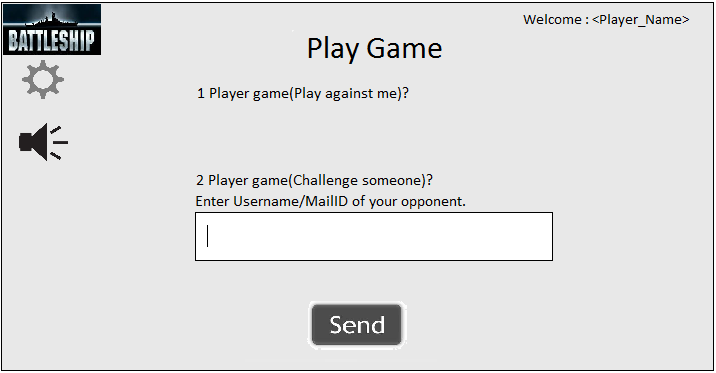 BATTLESHIP
Welcome : <Player_Name>
Play Game
1 Player game(Play against me)?
2 Player game(Challenge someone)?
Enter Username/MailID of your opponent.
Send